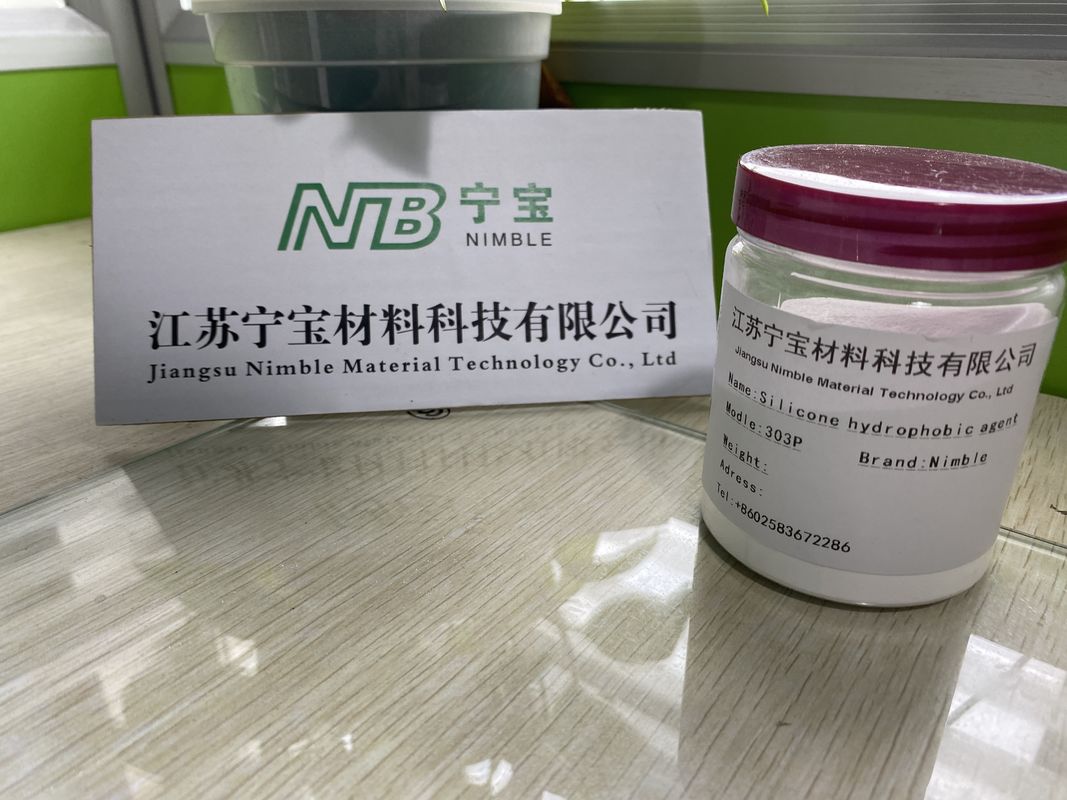 NB 宁宝
NIMBLE
江苏宁宝材料科技有限公司
Jiangsu Nimble Material Technology Co., Ltd
江苏宁宝材料科技有限公司
Jiangsu Nimble Material Technology Co., Ltd
Name:Silicone hydrophobic agent
Modle:303P
Brand:Nimble
Weight:
Adress:
Tel:+8602583672286